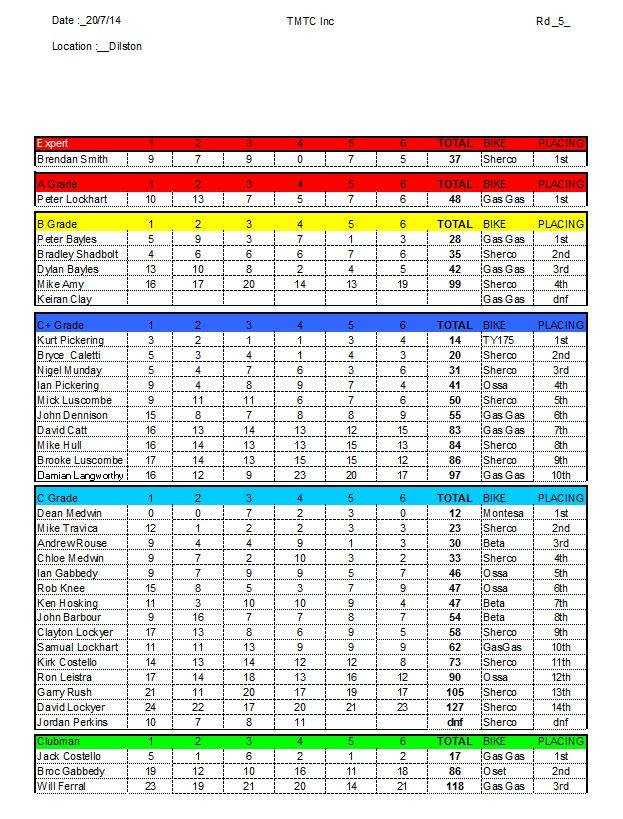 Date :_20/7/14 TMTC Inc Rd_5_
Location :__Dilston
Expert 1 2 3 4 5 6 TOTAL BIKE PLACING
Brendan Smith 9 7 9 0 7 5 37 Sherco 1st
A Grade 1 2 3 4 5 6 TOTAL BIKE PLACING
Peter Lockhart 10 13 7 5 7 6 48 Gas Gas 1st
B Grade 1 2 3 4 5 6 TOTAL BIKE PLACING
Peter Bayles 5 9 3 7 1 3 28 Gas Gas 1st
Bradley Shadbolt 4 6 6 6 7 6 35 Sherco 2nd
Dylan Bayles 13 10 8 2 4 5 42 Gas Gas 3rd
Mike Amy 16 17 20 14 13 19 99 Sherco 4th
Keiran Clay Gas Gas dnf
C+ Grade 1 2 3 4 5 6 TOTAL BIKE PLACING
Kurt Pickering 3 2 1 1 3 4 14 TY175 1st
Bryce Caletti 5 3 4 1 4 3 20 Sherco 2nd
Nigel Munday 5 4 7 6 3 6 31 Sherco 3rd
Ian Pickering 9 4 8 9 7 4 41 Ossa 4th
Mick Luscombe 9 11 11 6 7 6 50 Sherco 5th
John Dennison 15 8 7 8 8 9 55 Gas Gas 6th
David Catt 16 13 14 13 12 15 83 Gas Gas 7th
Mike Hull 16 14 13 13 15 13 84 Sherco 8th
Brooke Luscombe 17 14 13 15 15 12 86 Sherco 9th
Damian Langworthy 16 12 9 23 20 17 97 Gas Gas 10th
C Grade 1 2 3 4 5 6 TOTAL BIKE PLACING
Dean Medwin 0 0 7 2 3 0 12 Montesa 1st
Mike Travica 12 1 2 2 3 3 23 Sherco 2nd
Andrew Rouse 9 4 4 9 1 3 30 Beta 3rd
Chloe Medwin 9 7 2 10 3 2 33 Sherco 4th
Ian Gabbedy 9 7 9 9 5 7 46 Ossa 5th
Rob Knee 15 8 5 3 7 9 47 Ossa 6th
Ken Hosking 11 3 10 10 9 4 47 Beta 7th
John Barbour 9 16 7 7 8 7 54 Beta 8th
Clayton Lockyer 17 13 8 6 9 5 58 Sherco 9th
Samual Lockhart 11 11 13 9 9 9 62 GasGas 10th
Kirk Costello 14 13 14 12 12 8 73 Sherco 11th
Ron Leistra 17 14 18 13 16 12 90 Ossa 12th
Garry Rush 21 11 20 17 19 17 105 Sherco 13th
David Lockyer 24 22 17 20 21 23 127 Sherco 14th
Jordan Perkins 10 7 8 11 dnf Sherco dnf
Clubman 1 2 3 4 5 6 TOTAL BIKE PLACING
Jack Costello 5 1 6 2 1 2 17 Gas Gas 1st
Broc Gabbedy 19 12 10 16 11 18 86 Oset 2nd
Will Ferral 23 19 21 20 14 21 118 Gas Gas 3rd